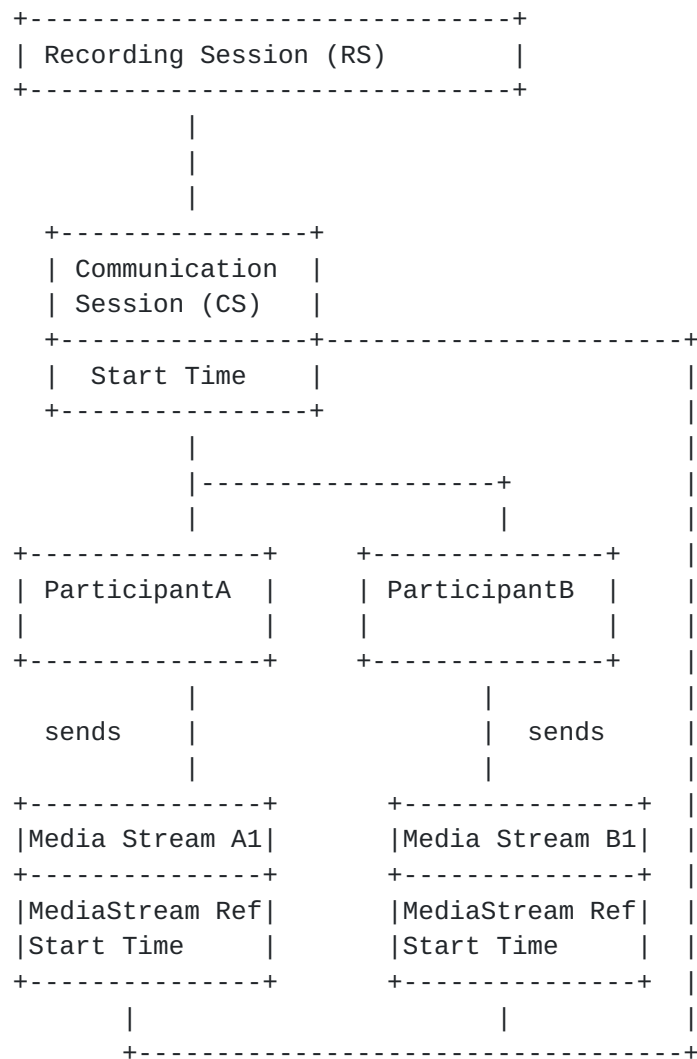 Recording Session (RS)
Communication
Session (CS)
Start Time
ParticipantA ParticipantB
sends sends
Media Stream A1 Media Stream B1
MediaStream Ref MediaStream Ref
Start Time Start Time